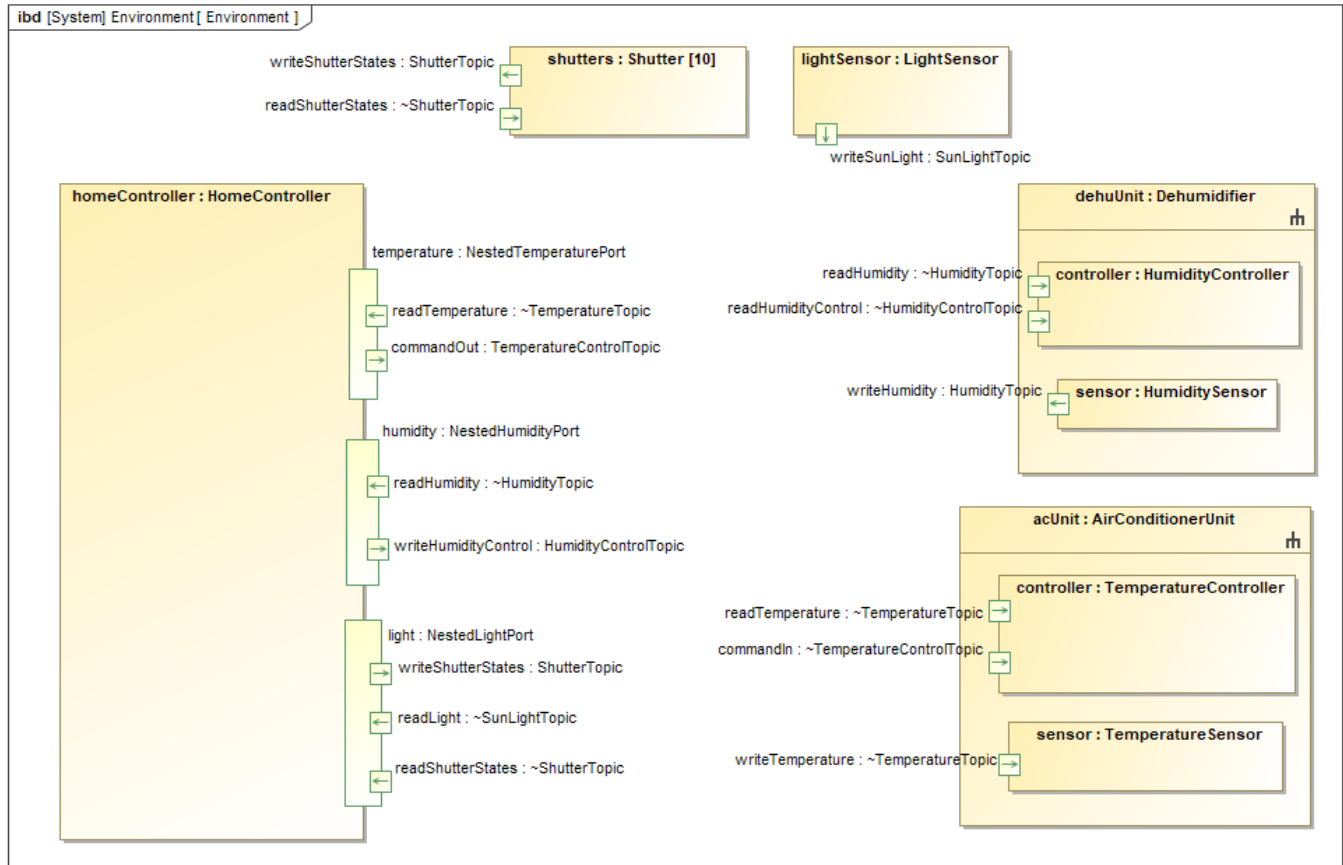 ibd [System] Environment[ Environment ]
writeShutterStates : ShutterTopic
readShutterStates : ~ShutterTopic
shutters : Shutter [10]
lightSensor : LightSensor
writeSunLight : SunLightTopic
homeController : HomeController
temperature : NestedTemperaturePort
readTemperature : ~TemperatureTopic
commandOut : TemperatureControlTopic
humidity : NestedHumidityPort
readHumidity : ~HumidityTopic
writeHumidityControl : HumidityControlTopic
light : NestedLightPort
writeShutterStates : ShutterTopic
readLight : ~SunLightTopic
readShutterStates : ~ShutterTopic
dehuUnit : Dehumidifier
readHumidity : ~HumidityTopic
controller : HumidityController
readHumidityControl : ~HumidityControlTopic
writeHumidity : HumidityTopic
sensor : HumiditySensor
acUnit : AirConditionerUnit
controller : TemperatureController
readTemperature : ~TemperatureTopic
commandIn : ~TemperatureControlTopic
sensor : TemperatureSensor
writeTemperature : ~TemperatureTopic